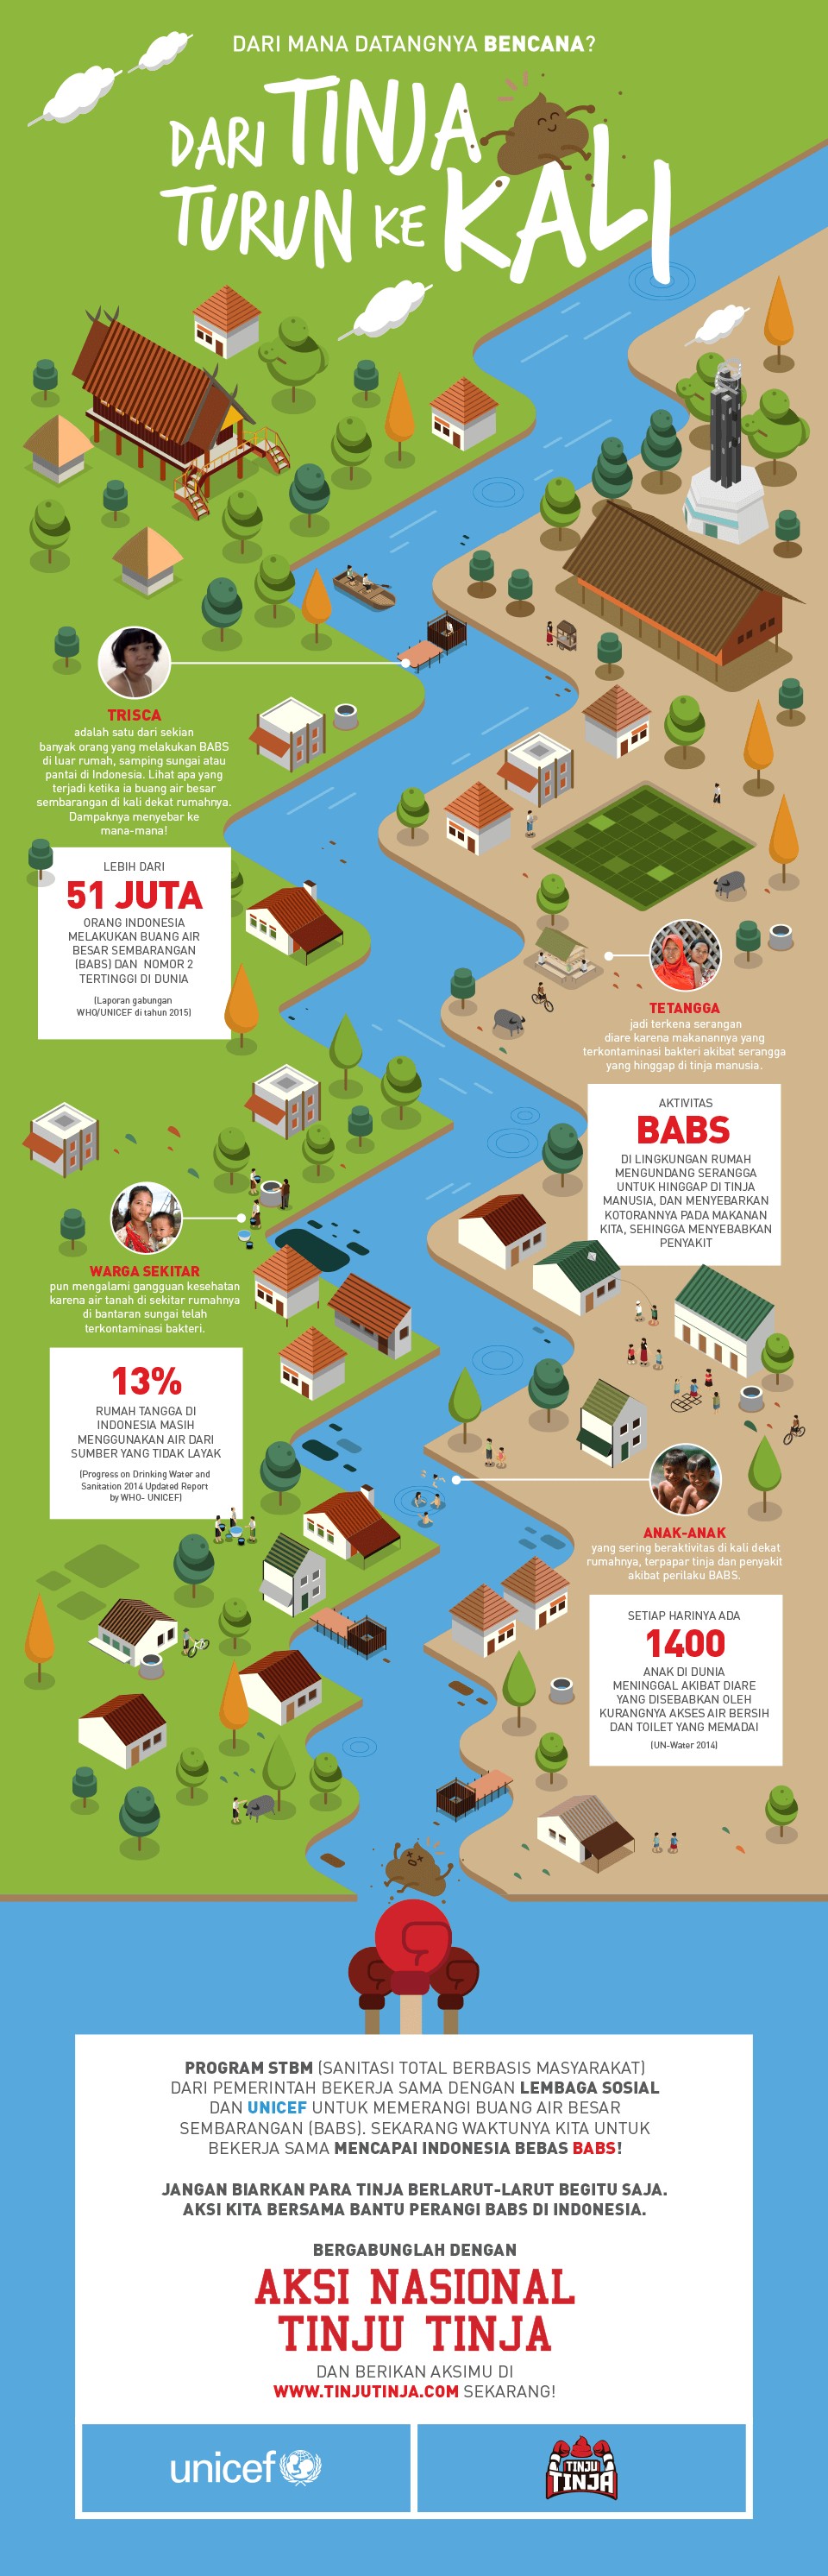 DARI MANA DATANGNYA BENCANA?
DARI TINJA
TURUN KE KALI
TRISCA
adalah satu dari sekian
banyak orang yang melakukan BABS
di luar rumah, samping sungai atau
pantai di Indonesia. Lihat apa yang
terjadi ketika ia buang air besar
sembarangan di kali dekat rumahnya.
Dampaknya menyebar ke
mana-mana!
LEBIH DARI
51 JUTA
ORANG INDONESIA
MELAKUKAN BUANG AIR
BESAR SEMBARANGAN
(BABS) DAN NOMOR 2
TERTINGGI DI DUNIA
(Laporan gabungan
WHO/UNICEF di tahun 2015)
TETANGGA
jadi terkena serangan
diare karena makanannya yang
terkontaminasi bakteri akibat serangga
yang hinggap di tinja manusia.
AKTIVITAS
BABS
DI LINGKUNGAN RUMAH
MENGUNDANG SERANGGA
UNTUK HINGGAP DI TINJA
MANUSIA, DAN MENYEBARKAN
KOTORANNYA PADA MAKANAN
KITA, SEHINGGA MENYEBABKAN
PENYAKIT
WARGA SEKITAR
pun mengalami gangguan kesehatan
karena air tanah di sekitar rumahnya
di bantaran sungai telah
terkontaminasi bakteri.
13%
RUMAH TANGGA DI
INDONESIA MASIH
MENGGUNAKAN AIR DARI
SUMBER YANG TIDAK LAYAK
(Progress on Drinking Water and
Sanitation 2014 Updated Report
by WHO- UNICEF)
ANAK-ANAK
yang sering beraktivitas di kali dekat
rumahnya, terpapar tinja dan penyakit
akibat perilaku BABS.
SETIAP HARINYA ADA
1400
ANAK DI DUNIA
MENINGGAL AKIBAT DIARE
YANG DISEBABKAN OLEH
KURANGNYA AKSES AIR BERSIH
DAN TOILET YANG MEMADAI
(UN-Water 2014)
PROGRAM STBM (SANITASI TOTAL BERBASIS MASYARAKAT)
DARI PEMERINTAH BEKERJA SAMA DENGAN LEMBAGA SOSIAL
DAN UNICEF UNTUK MEMERANGI BUANG AIR BESAR
SEMBARANGAN (BABS). SEKARANG WAKTUNYA KITA UNTUK
BEKERJA SAMA MENCAPAI INDONESIA BEBAS BABS!
JANGAN BIARKAN PARA TINJA BERLARUT-LARUT BEGITU SAJA.
AKSI KITA BERSAMA BANTU PERANGI BABS DI INDONESIA.
BERGABUNGLAH DENGAN
AKSI NASIONAL
TINJU TINJA
DAN BERIKAN AKSIMU DI
WWW.TINJUTINJA.COM SEKARANG!
unicef
TINJU
TINJA